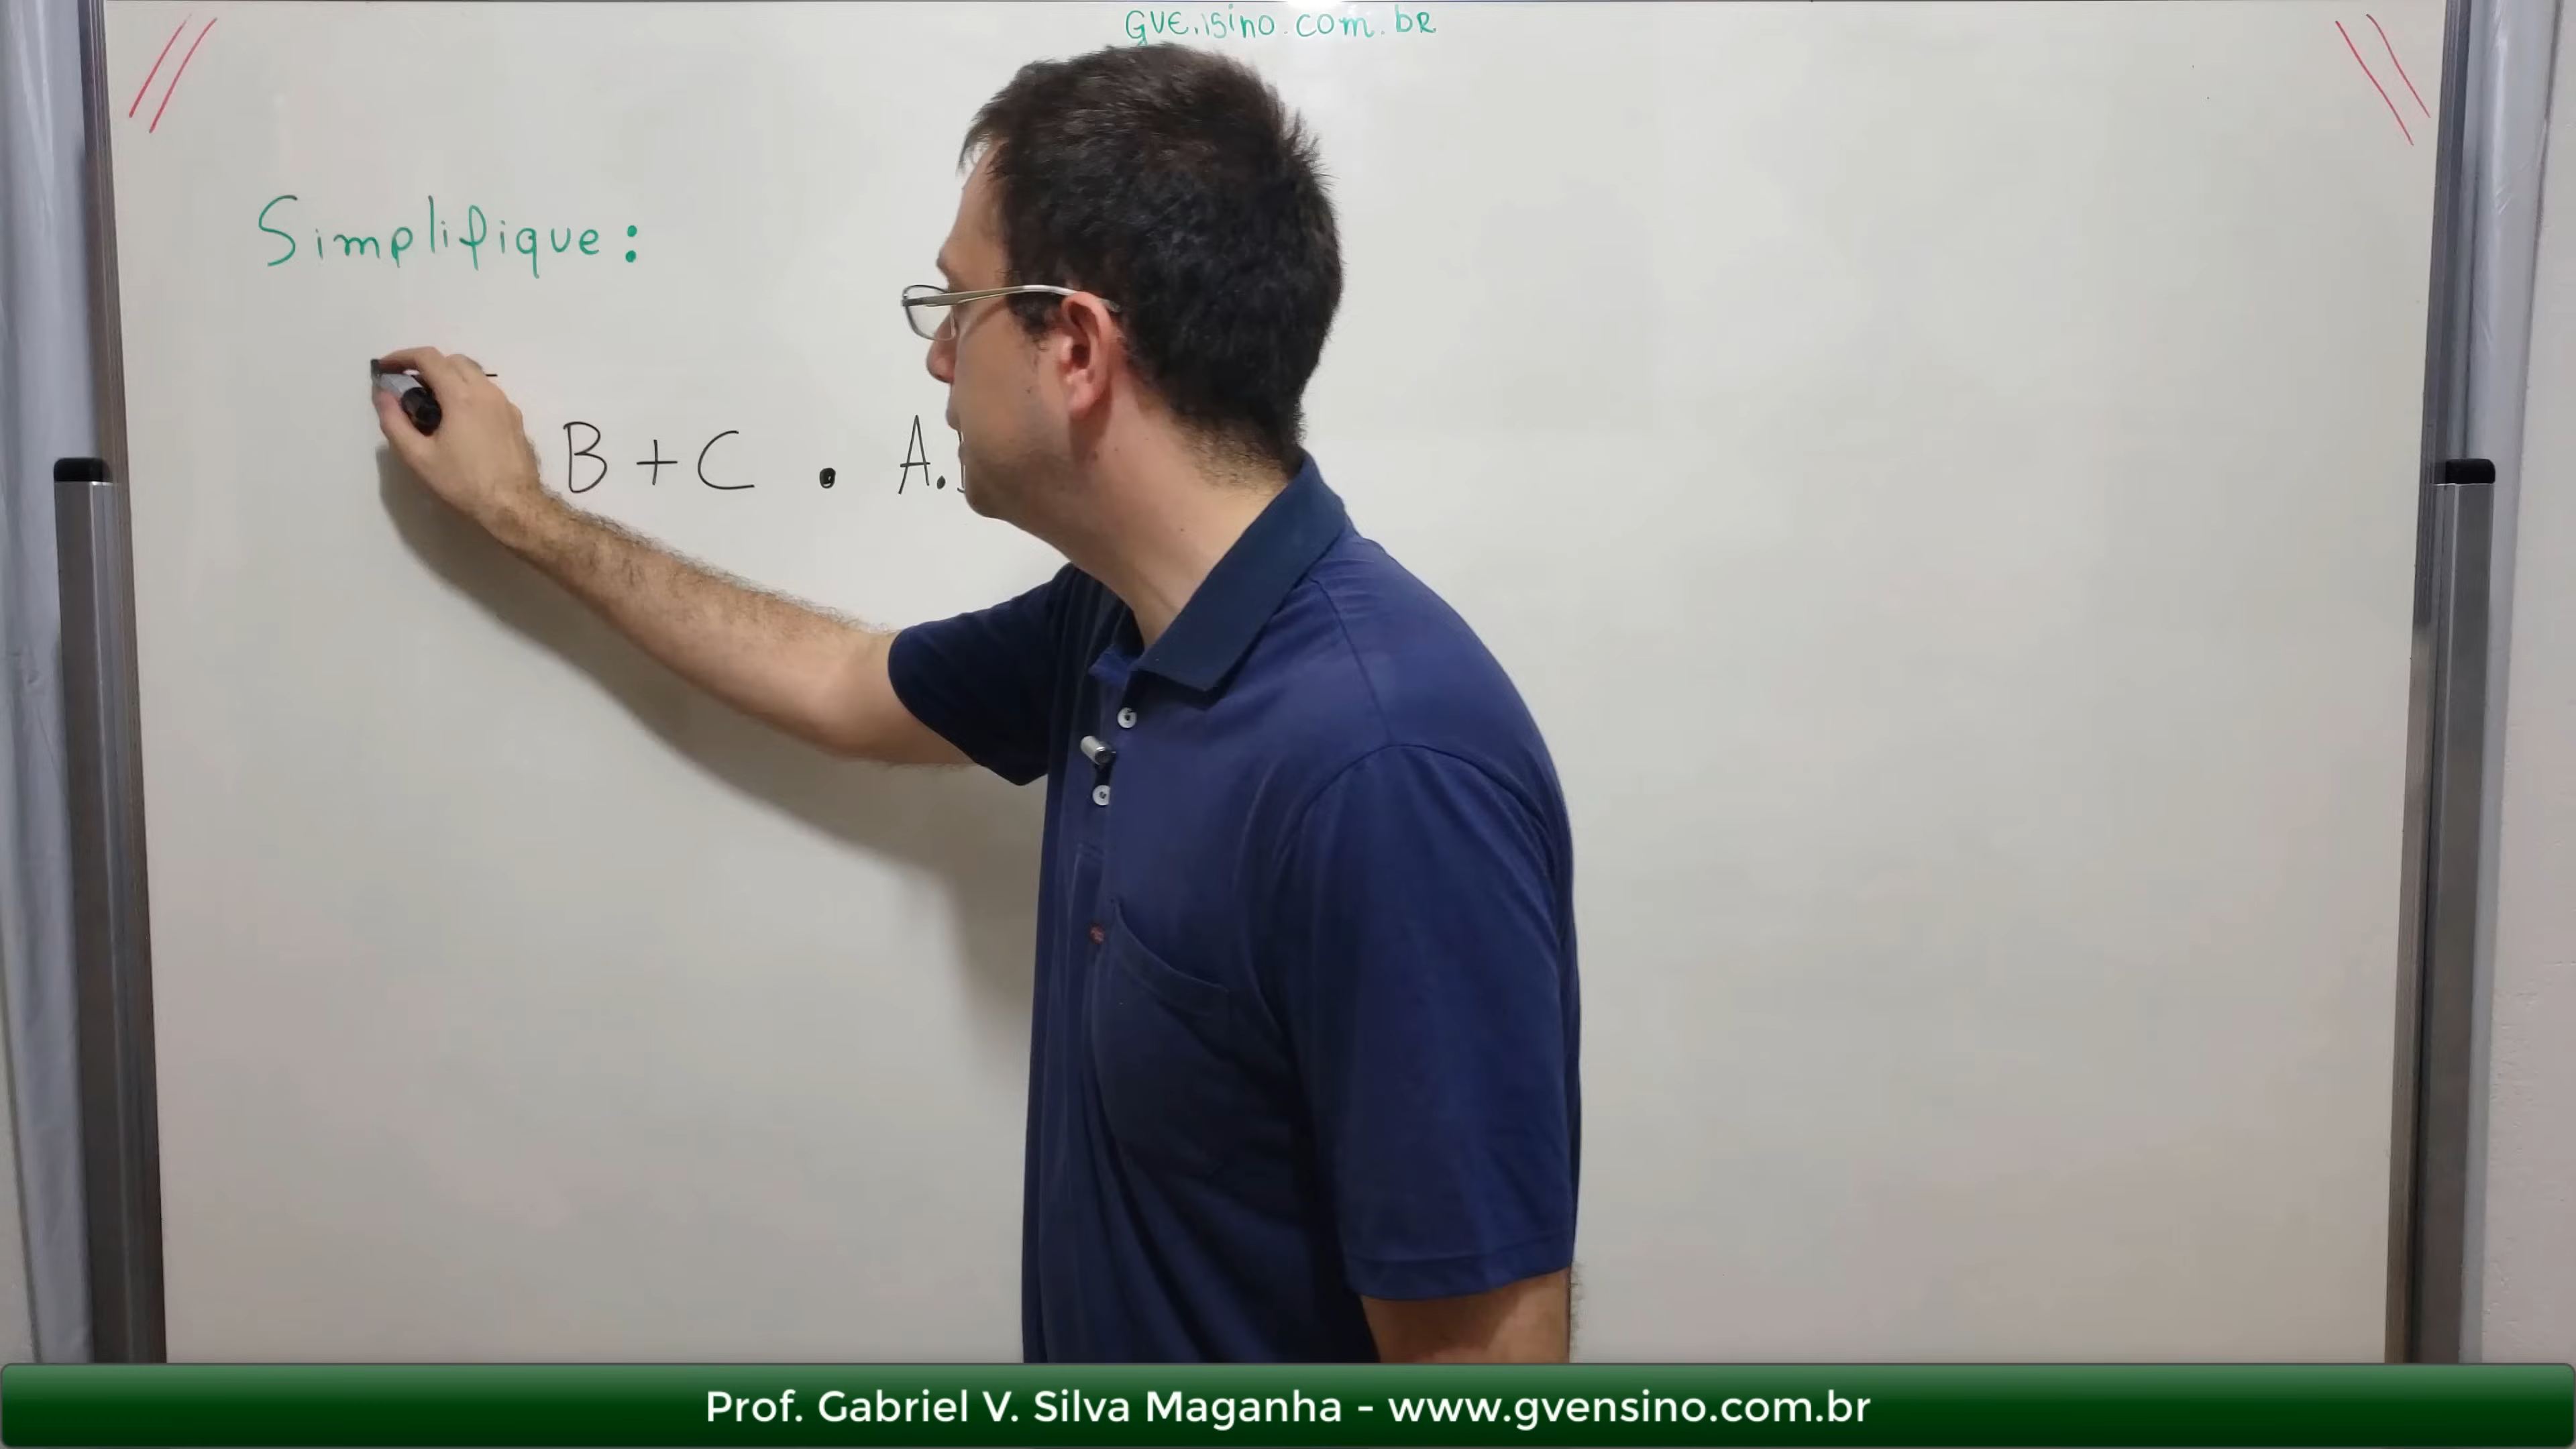 gvensino.com.br
Simplifique:
B + C . A.
Prof. Gabriel V. Silva Maganha - www.gvensino.com.br